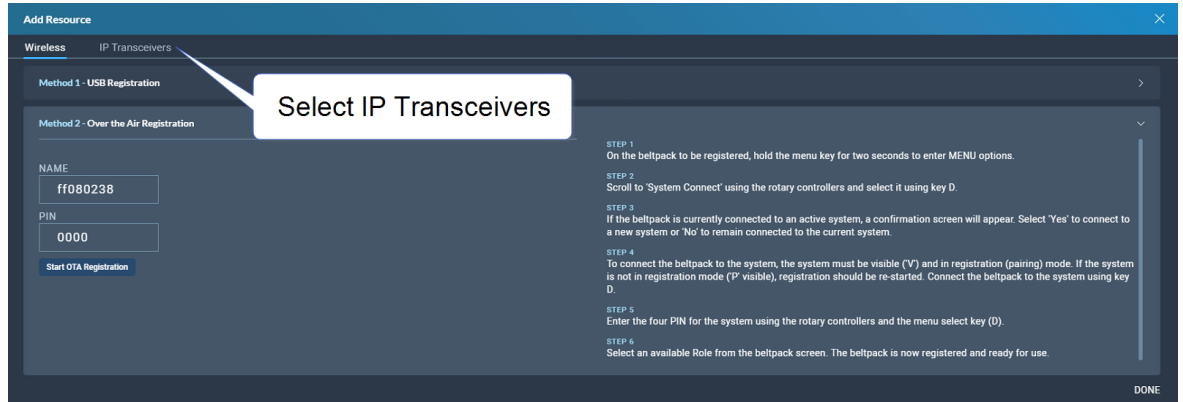 Add Resource
Wireless
IP Transceivers
Method 1 - USB Registration
Select IP Transceivers
Method 2 - Over the Air Registration
NAME
ff080238
PIN
0000
Start OTA Registration
STEP 1
On the beltpack to be registered, hold the menu key for two seconds to enter MENU options.
STEP 2
Scroll to 'System Connect' using the rotary controllers and select it using key D.
STEP 3
If the beltpack is currently connected to an active system, a confirmation screen will appear. Select 'Yes' to connect to
a new system or 'No' to remain connected to the current system.
STEP 4
To connect the beltpack to the system, the system must be visible ('V') and in registration (pairing) mode. If the system
is not in registration mode ('P' visible), registration should be re-started. Connect the beltpack to the system using key
D.
STEP 5
Enter the four PIN for the system using the rotary controllers and the menu select key (D).
STEP 6
Select an available Role from the beltpack screen. The beltpack is now registered and ready for use.
DONE